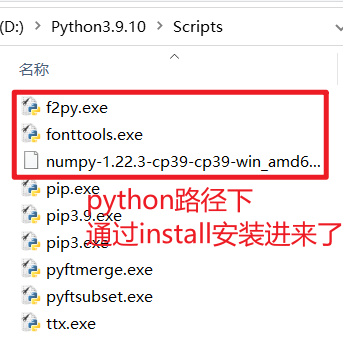 (D:) > Python3.9.10 > Scripts
名称
f2py.exe
fonttools.exe
numpy-1.22.3-cp39-cp39-win_amd6...
pip.exe
python路径下
pip3.9.exe
通过install安装进来了
pip3.exe
pyftmerge.exe
pyftsubset.exe
ttx.exe